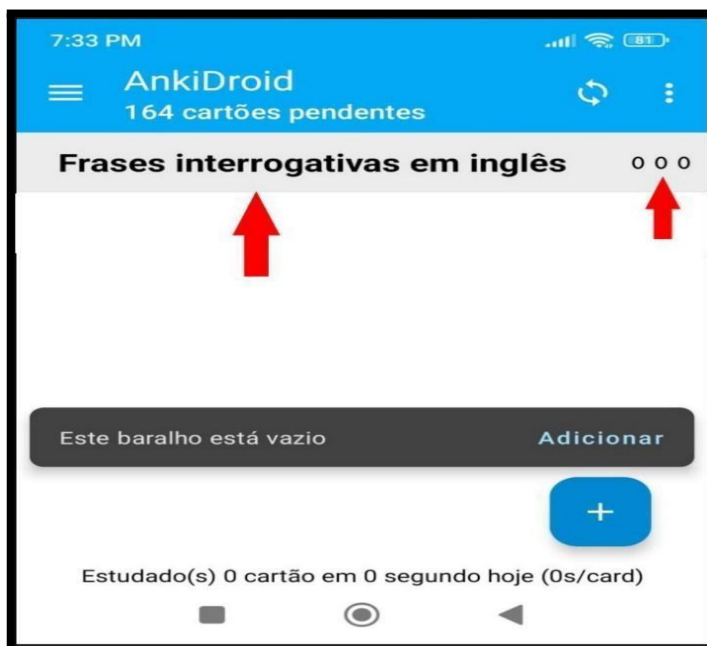 7:33 PM 81
AnkiDroid
164 cartões pendentes
Frases interrogativas em inglês 0 0 0
Este baralho está vazio Adicionar
Estudado(s) 0 cartão em 0 segundo hoje (0s/card)